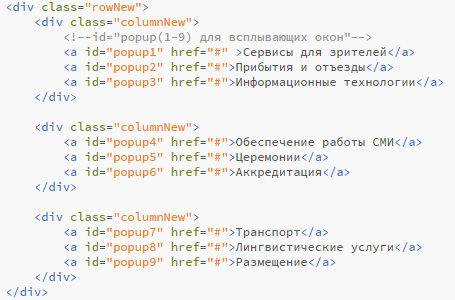 <div class="rowNew">
<div class="columnNew">
<!--id="popup(1-9) для всплывающих окон"-->
<a id="popup1" href="#" >Сервисы для зрителей</a>
<a id="popup2" href="#">Прибытия и отъезды</a>
<a id="popup3" href="#">Информационные технологии</a>
</div>
<div class="columnNew">
<a id="popup4" href="#">Обеспечение работы СМИ</a>
<a id="popup5" href="#">Церемонии</a>
<a id="popup6" href="#">Аккредитация</a>
</div>
<div class="columnNew">
<a id="popup7" href="#">Транспорт</a>
<a id="popup8" href="#">Лингвистические услуги</a>
<a id="popup9" href="#">Размещение</a>
</div>
</div>